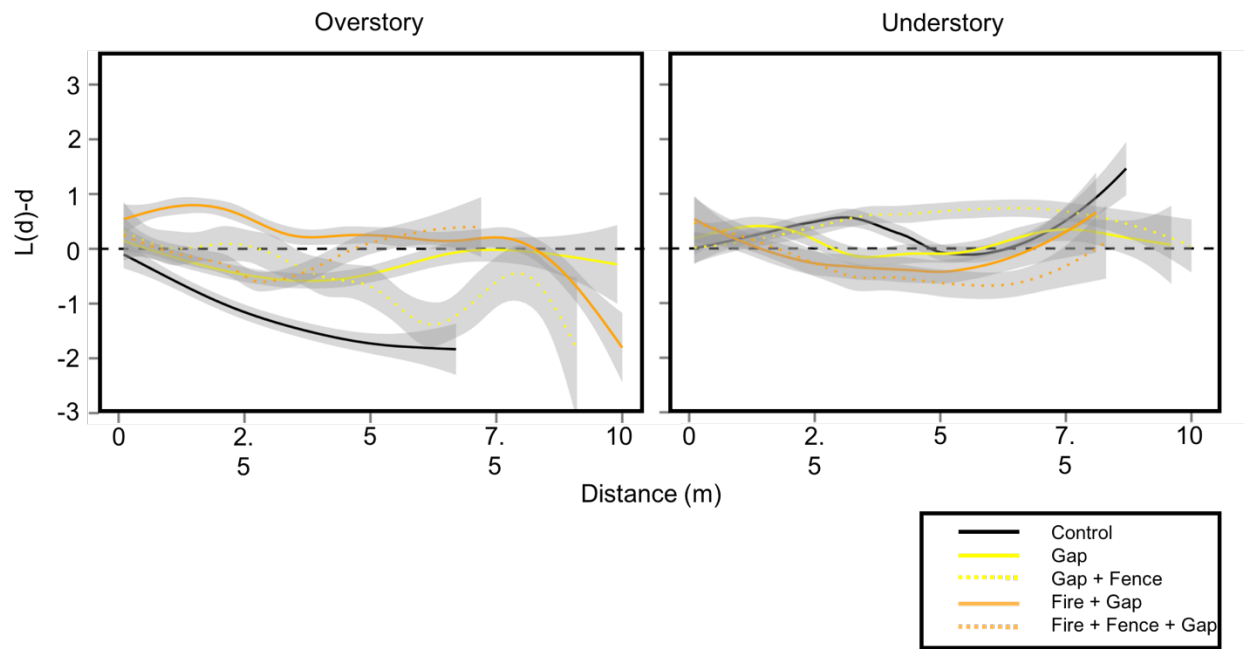 Overstory
Understory
3
2
1
0
-1
-2
-3
L(d)-d
0
2.
5
5
7.
5
10
0
2.
5
5
7.
5
10
Distance (m)
Control
Gap
Gap + Fence
Fire + Gap
Fire + Fence + Gap